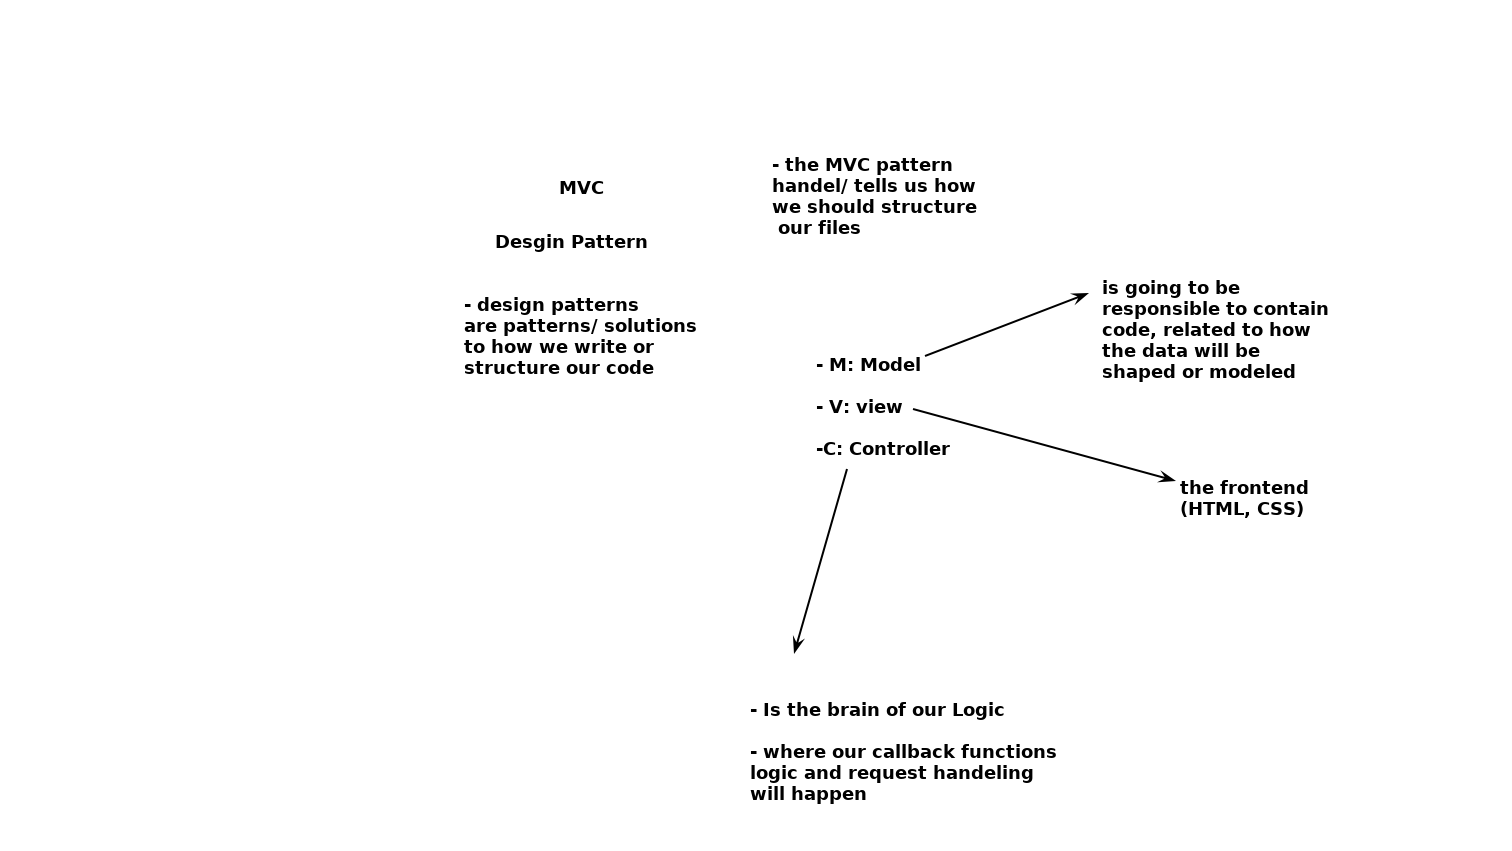 MVC
Desgin Pattern
- design patterns
are patterns/ solutions
to how we write or
structure our code
- the MVC pattern
handel/ tells us how
we should structure
our files
- M: Model
- V: view
-C: Controller
is going to be
responsible to contain
code, related to how
the data will be
shaped or modeled
the frontend
(HTML, CSS)
- Is the brain of our Logic
- where our callback functions
logic and request handeling
will happen